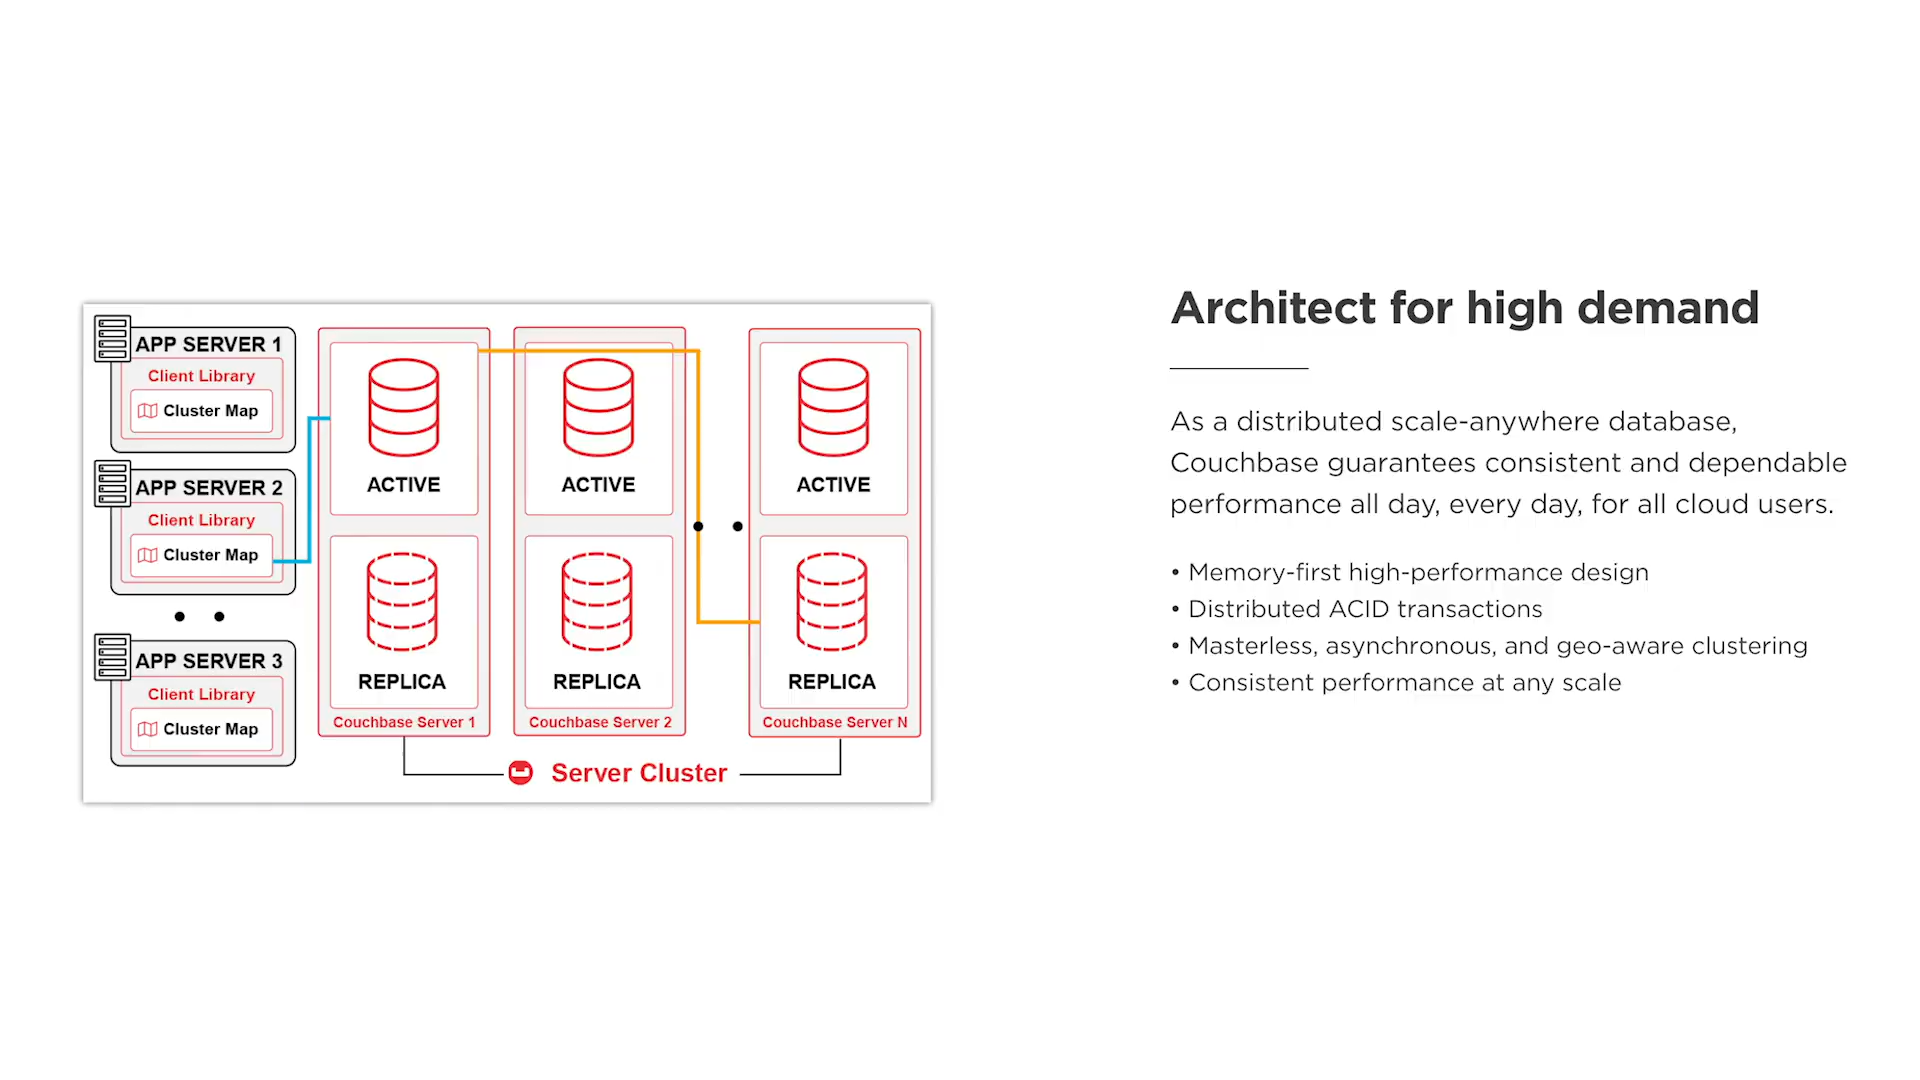 APP SERVER 1
Client Library
Cluster Map
APP SERVER 2
Client Library
Cluster Map
APP SERVER 3
Client Library
Cluster Map
ACTIVE
REPLICA
Couchbase Server 1
ACTIVE
REPLICA
Couchbase Server 2
ACTIVE
REPLICA
Couchbase Server N
Server Cluster
Architect for high demand
As a distributed scale-anywhere database,
Couchbase guarantees consistent and dependable
performance all day, every day, for all cloud users.
• Memory-first high-performance design
• Distributed ACID transactions
• Masterless, asynchronous, and geo-aware clustering
• Consistent performance at any scale